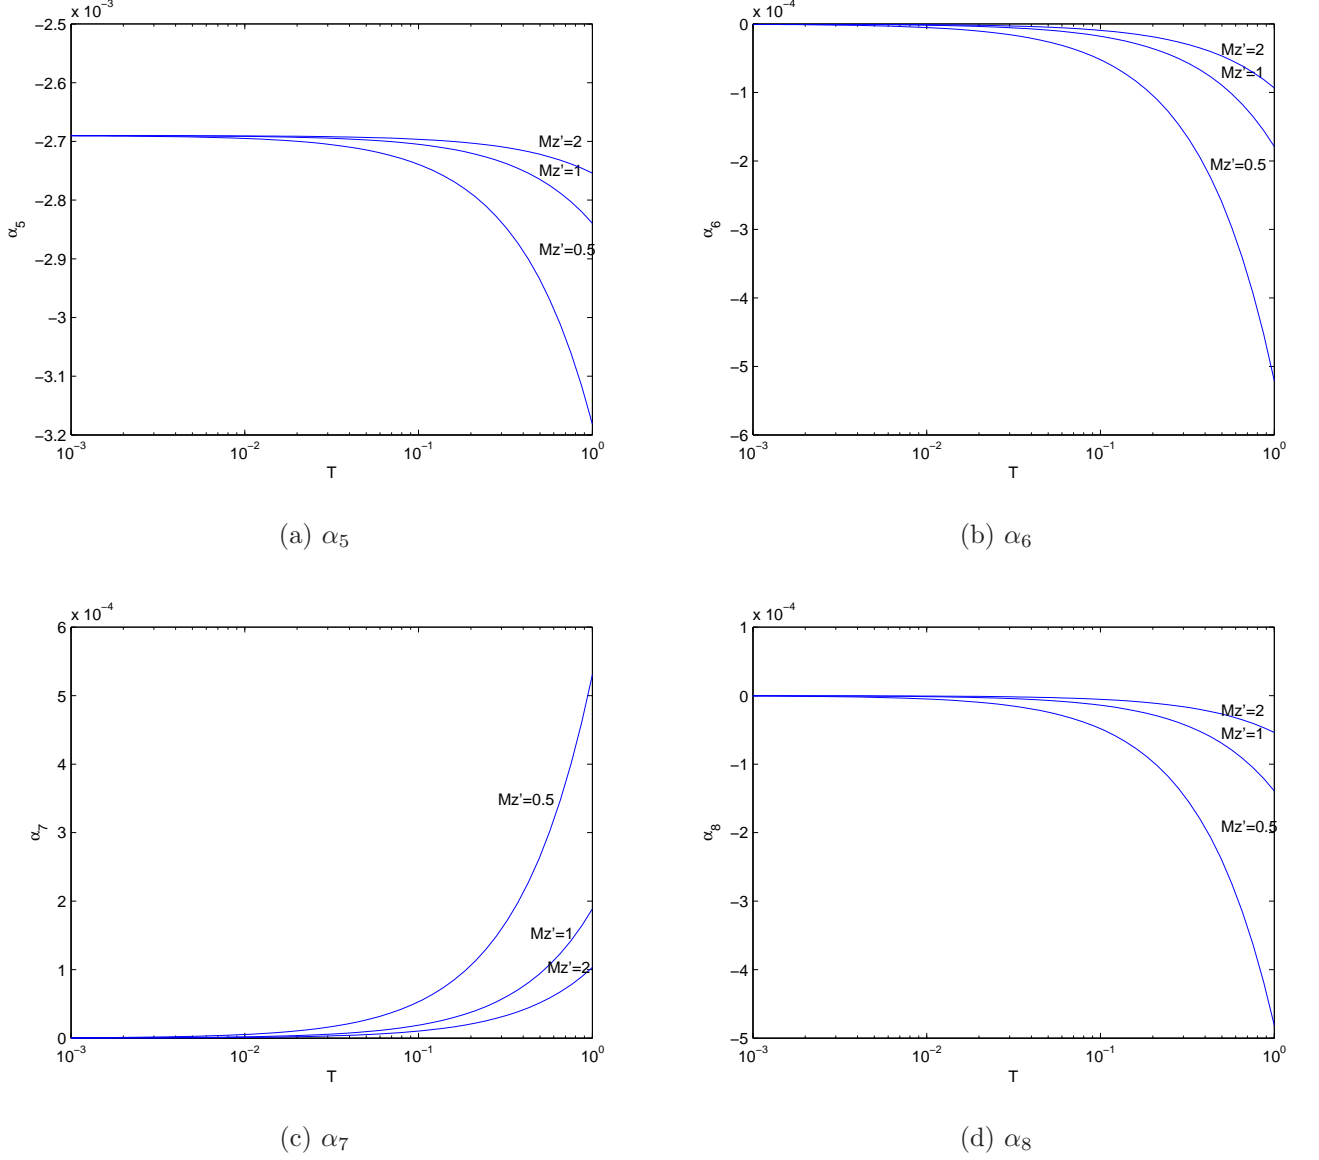 x 10⁻³
−2.5
−2.6
−2.7
−2.8
−2.9
−3
−3.1
−3.2
α₅
Mz'=2
Mz'=1
Mz'=0.5
10⁻³ 10⁻² 10⁻¹ 10⁰
T
(a) α₅
x 10⁻⁴
0
−1
−2
−3
−4
−5
−6
α₆
Mz'=2
Mz'=1
Mz'=0.5
10⁻³ 10⁻² 10⁻¹ 10⁰
T
(b) α₆
x 10⁻⁴
6
5
4
3
2
1
0
α₇
Mz'=0.5
Mz'=1
Mz'=2
10⁻³ 10⁻² 10⁻¹ 10⁰
T
(c) α₇
x 10⁻⁴
1
0
−1
−2
−3
−4
−5
α₈
Mz'=2
Mz'=1
Mz'=0.5
10⁻³ 10⁻² 10⁻¹ 10⁰
T
(d) α₈